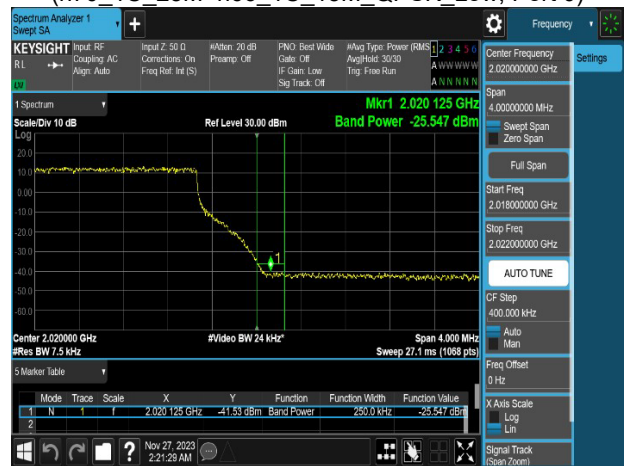 Spectrum Analyzer 1
Swept SA
+
Frequency
KEYSIGHT
RL
Input: RF
Coupling: AC
Align: Auto
Input Z: 50 Ω
Corrections: On
Freq Ref: Int (S)
#Atten: 20 dB
Preamp: Off
PNO: Best Wide
Gate: Off
IF Gain: Low
Sig Track: Off
#Avg Type: Power (RMS
Avg|Hold: 30/30
Trig: Free Run
1 2 3 4 5 6
A W W W W W
A N N N N N
LW
1 Spectrum
Scale/Div 10 dB
Log
Ref Level 30.00 dBm
Mkr1 2.020 125 GHz
Band Power -25.547 dBm
20.0
10.0
0.00
-10.0
-20.0
-30.0
-40.0
-50.0
-60.0
1
Center 2.020000 GHz
#Res BW 7.5 kHz
#Video BW 24 kHz*
Span 4.000 MHz
Sweep 27.1 ms (1068 pts)
5 Marker Table
Mode Trace Scale X Y Function Function Width Function Value
1 N 1 f 2.020 125 GHz -41.53 dBm Band Power 250.0 kHz -25.547 dBm
2
?
Nov 27, 2023
2:21:29 AM
Center Frequency
2.020000000 GHz
Settings
Span
4.00000000 MHz
Swept Span
Zero Span
Full Span
Start Freq
2.018000000 GHz
Stop Freq
2.022000000 GHz
AUTO TUNE
CF Step
400.000 kHz
Auto
Man
Freq Offset
0 Hz
X Axis Scale
Log
Lin
Signal Track
(Span Zoom)